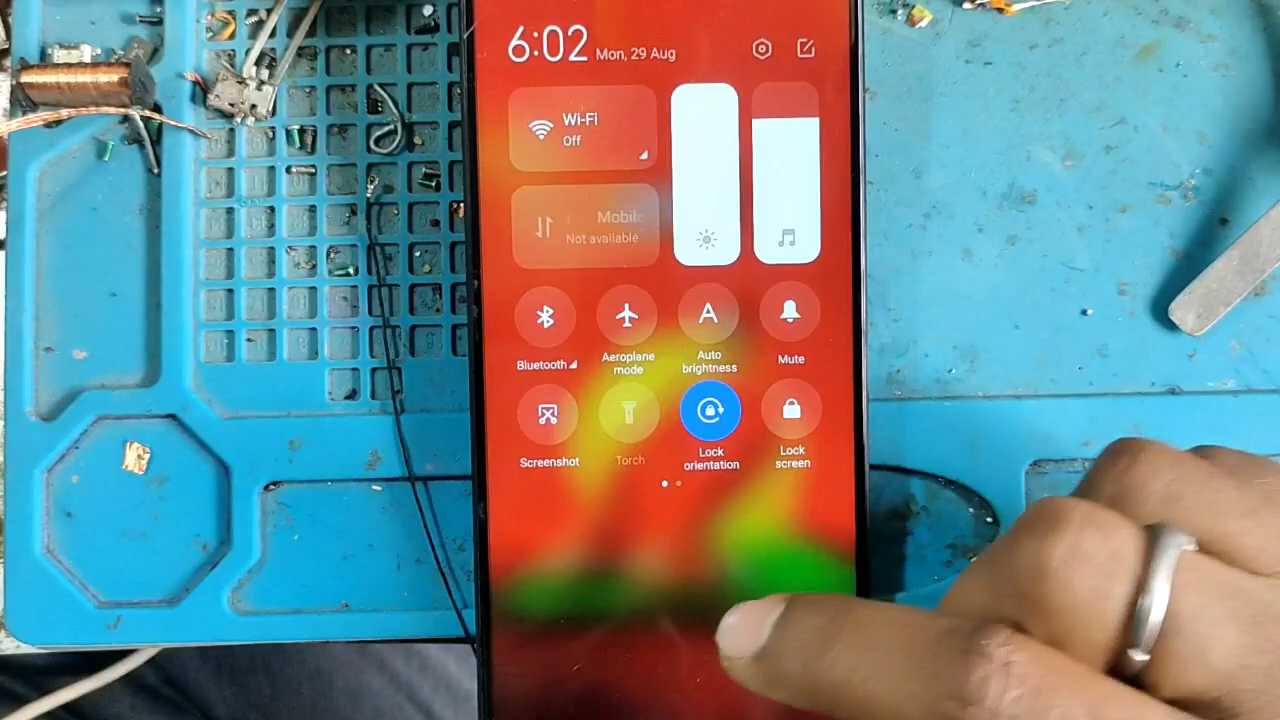 6:02 Mon, 29 Aug
Wi-Fi
Off
Mobile
Not available
Bluetooth
Aeroplane
mode
A
Auto
brightness
Mute
Screenshot
Torch
Lock
orientation
Lock
screen